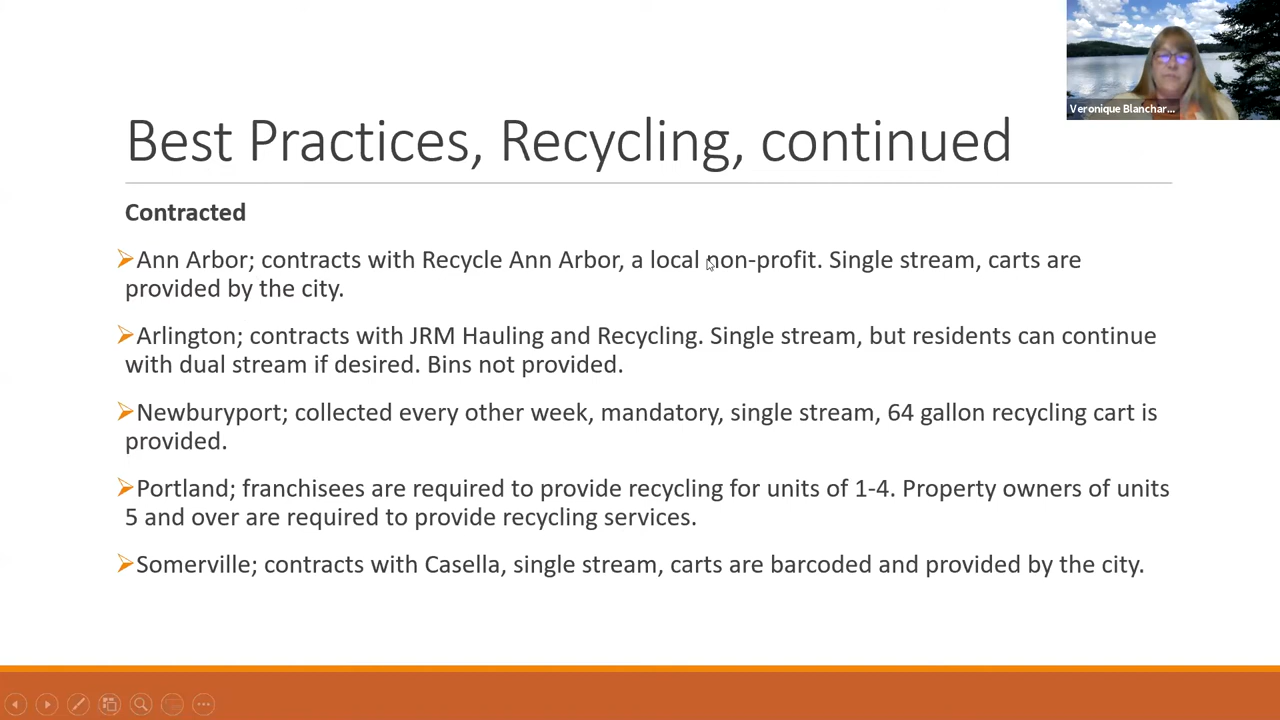 Veronique Blanchar...
Best Practices, Recycling, continued
Contracted
Ann Arbor; contracts with Recycle Ann Arbor, a local non-profit. Single stream, carts are
provided by the city.
Arlington; contracts with JRM Hauling and Recycling. Single stream, but residents can continue
with dual stream if desired. Bins not provided.
Newburyport; collected every other week, mandatory, single stream, 64 gallon recycling cart is
provided.
Portland; franchisees are required to provide recycling for units of 1-4. Property owners of units
5 and over are required to provide recycling services.
Somerville; contracts with Casella, single stream, carts are barcoded and provided by the city.